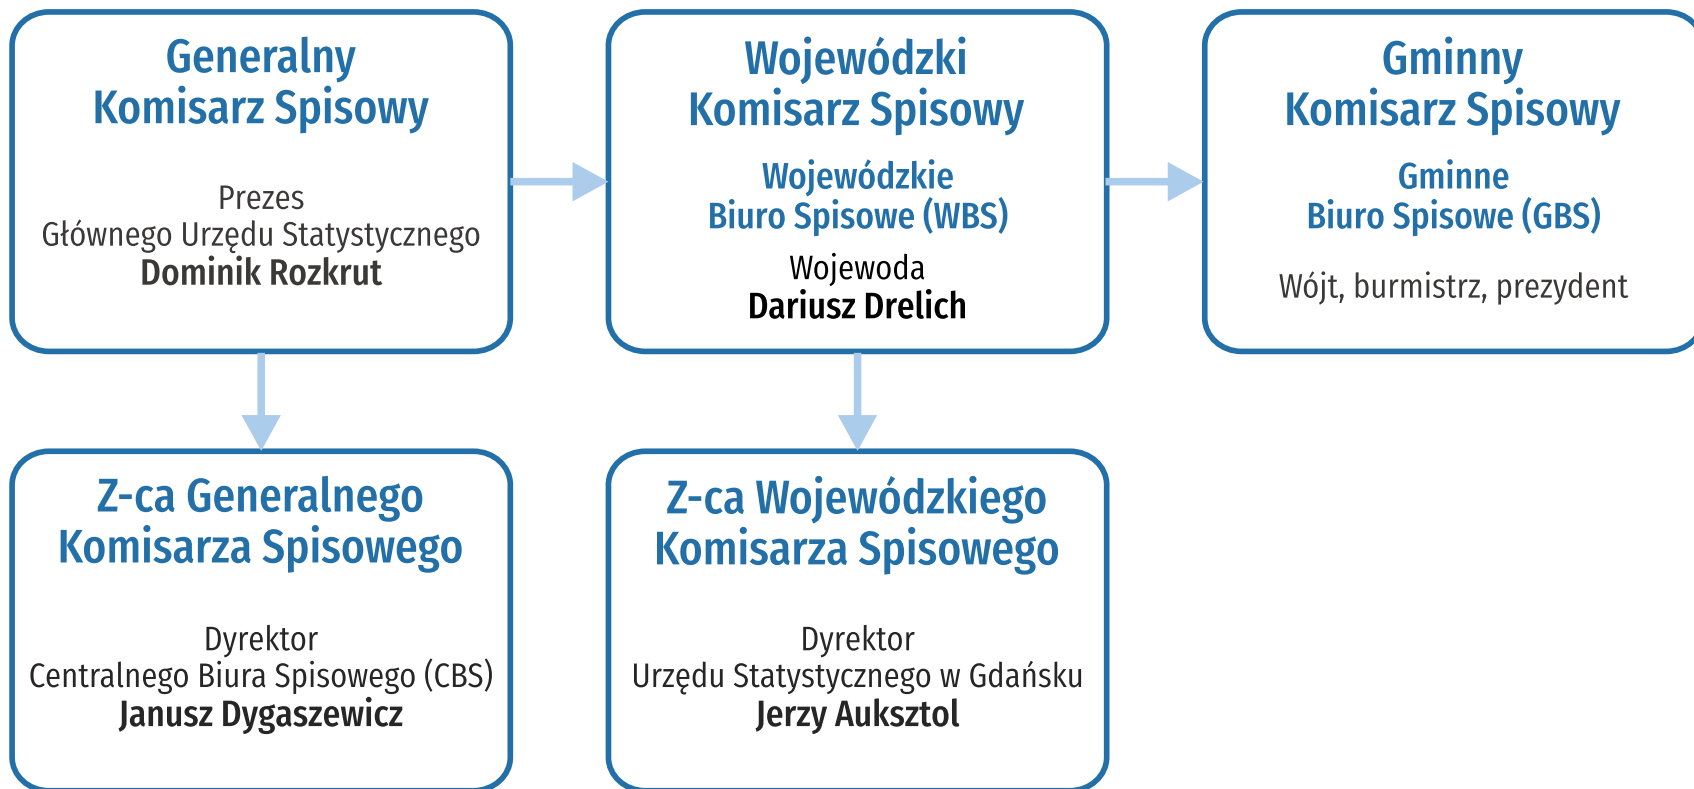 Generalny
Komisarz Spisowy
Prezes
Głównego Urzędu Statystycznego
Dominik Rozkrut
Wojewódzki
Komisarz Spisowy
Wojewódzkie
Biuro Spisowe (WBS)
Wojewoda
Dariusz Drelich
Gminny
Komisarz Spisowy
Gminne
Biuro Spisowe (GBS)
Wójt, burmistrz, prezydent
Z-ca Generalnego
Komisarza Spisowego
Dyrektor
Centralnego Biura Spisowego (CBS)
Janusz Dygaszewicz
Z-ca Wojewódzkiego
Komisarza Spisowego
Dyrektor
Urzędu Statystycznego w Gdańsku
Jerzy Auksztol